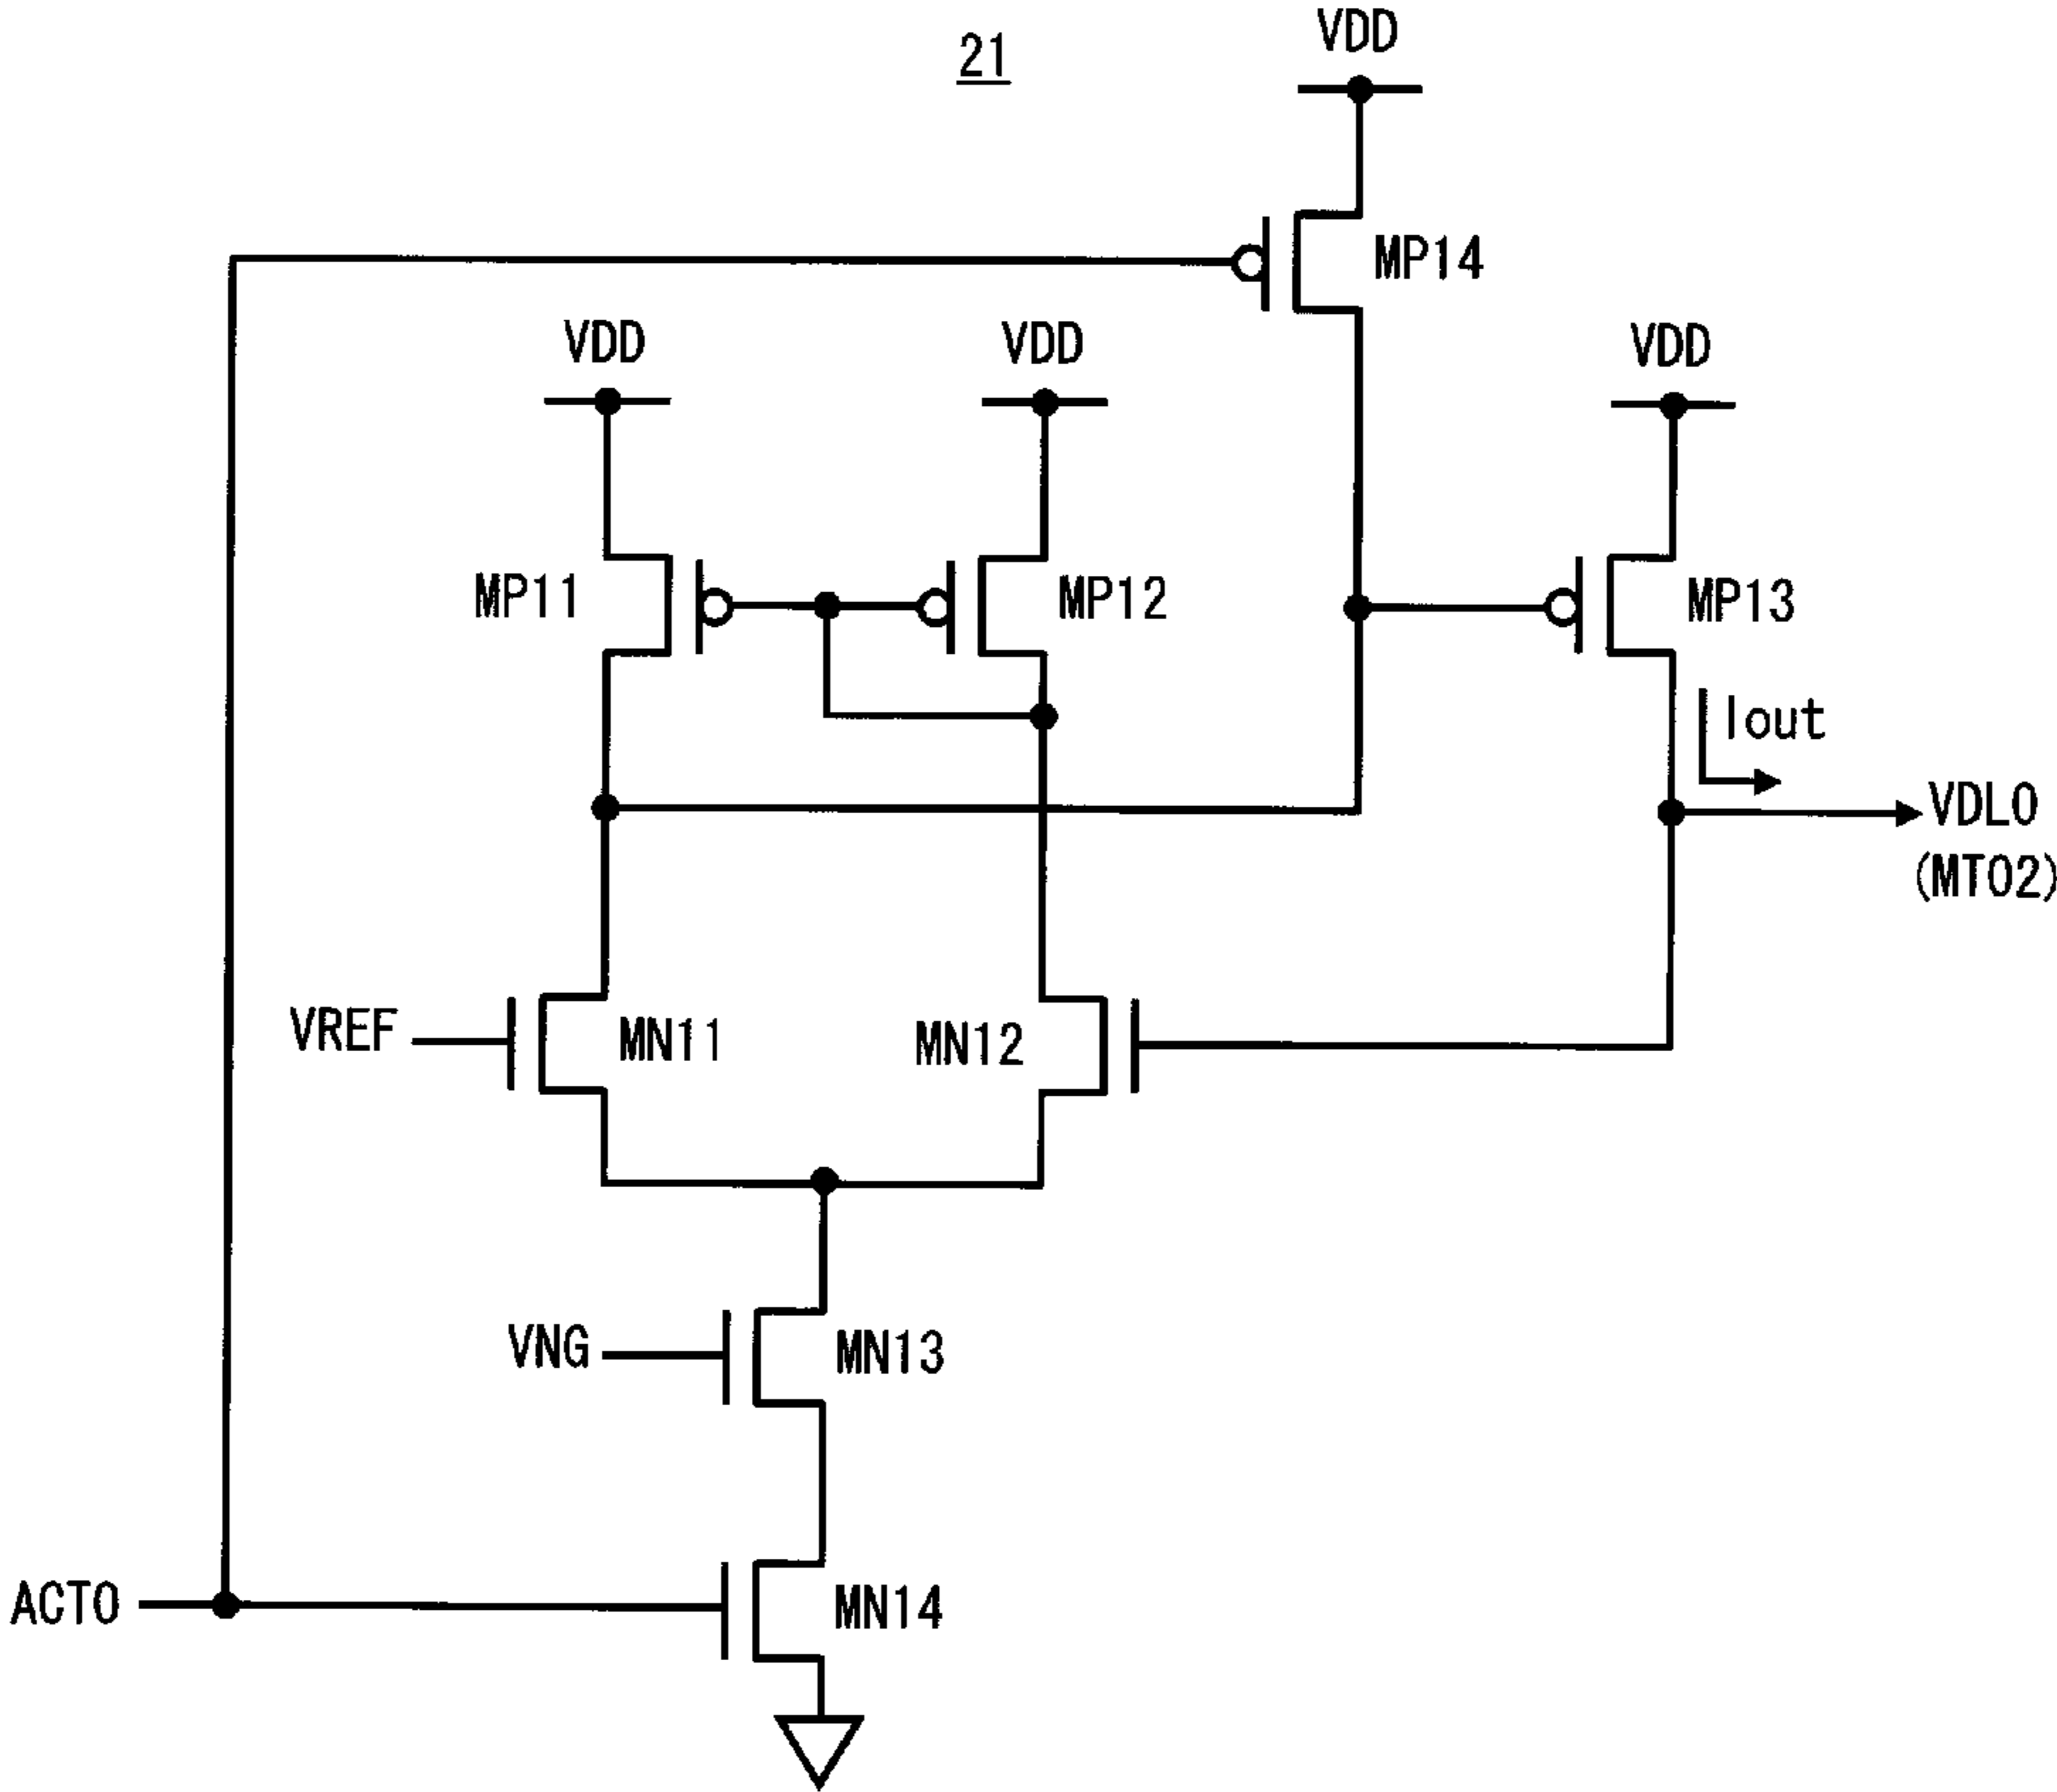 21
VDD
MP14
VDD
VDD
VDD
MP11
MP12
MP13
Iout
VDL0
(MT02)
VREF
MN11
MN12
VNG
MN13
ACT0
MN14